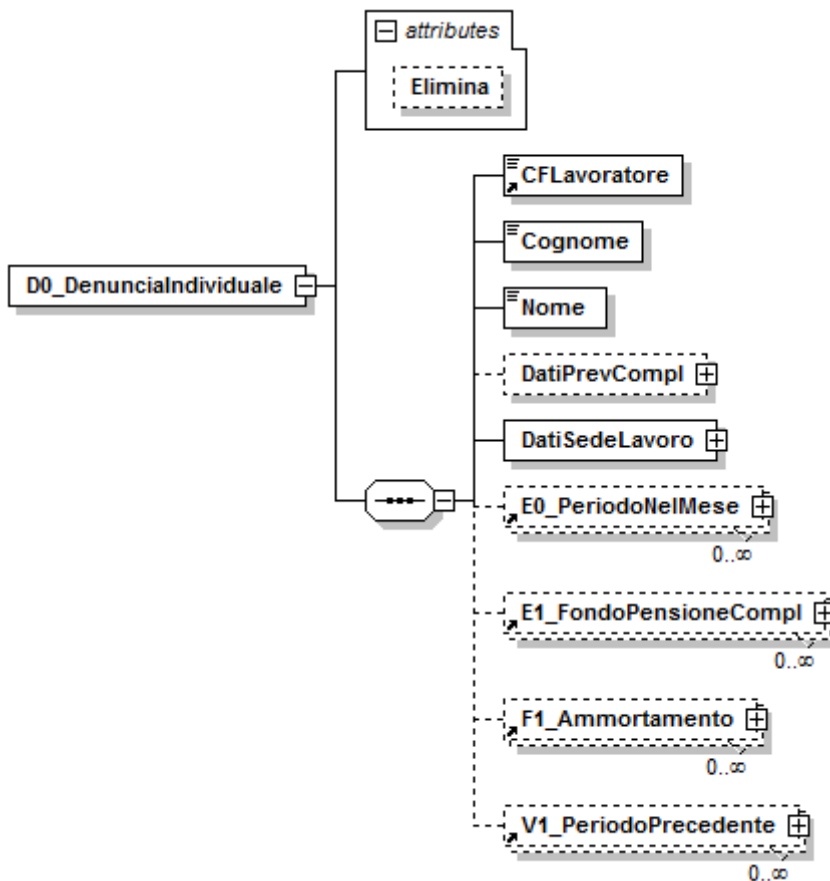 attributes
Elimina
CFLavoratore
Cognome
D0_DenunciaIndividuale
Nome
DatiPrevCompl
DatiSedeLavoro
E0_PeriodoNelMese
0..∞
E1_FondoPensioneCompl
0..∞
F1_Ammortamento
0..∞
V1_PeriodoPrecedente
0..∞